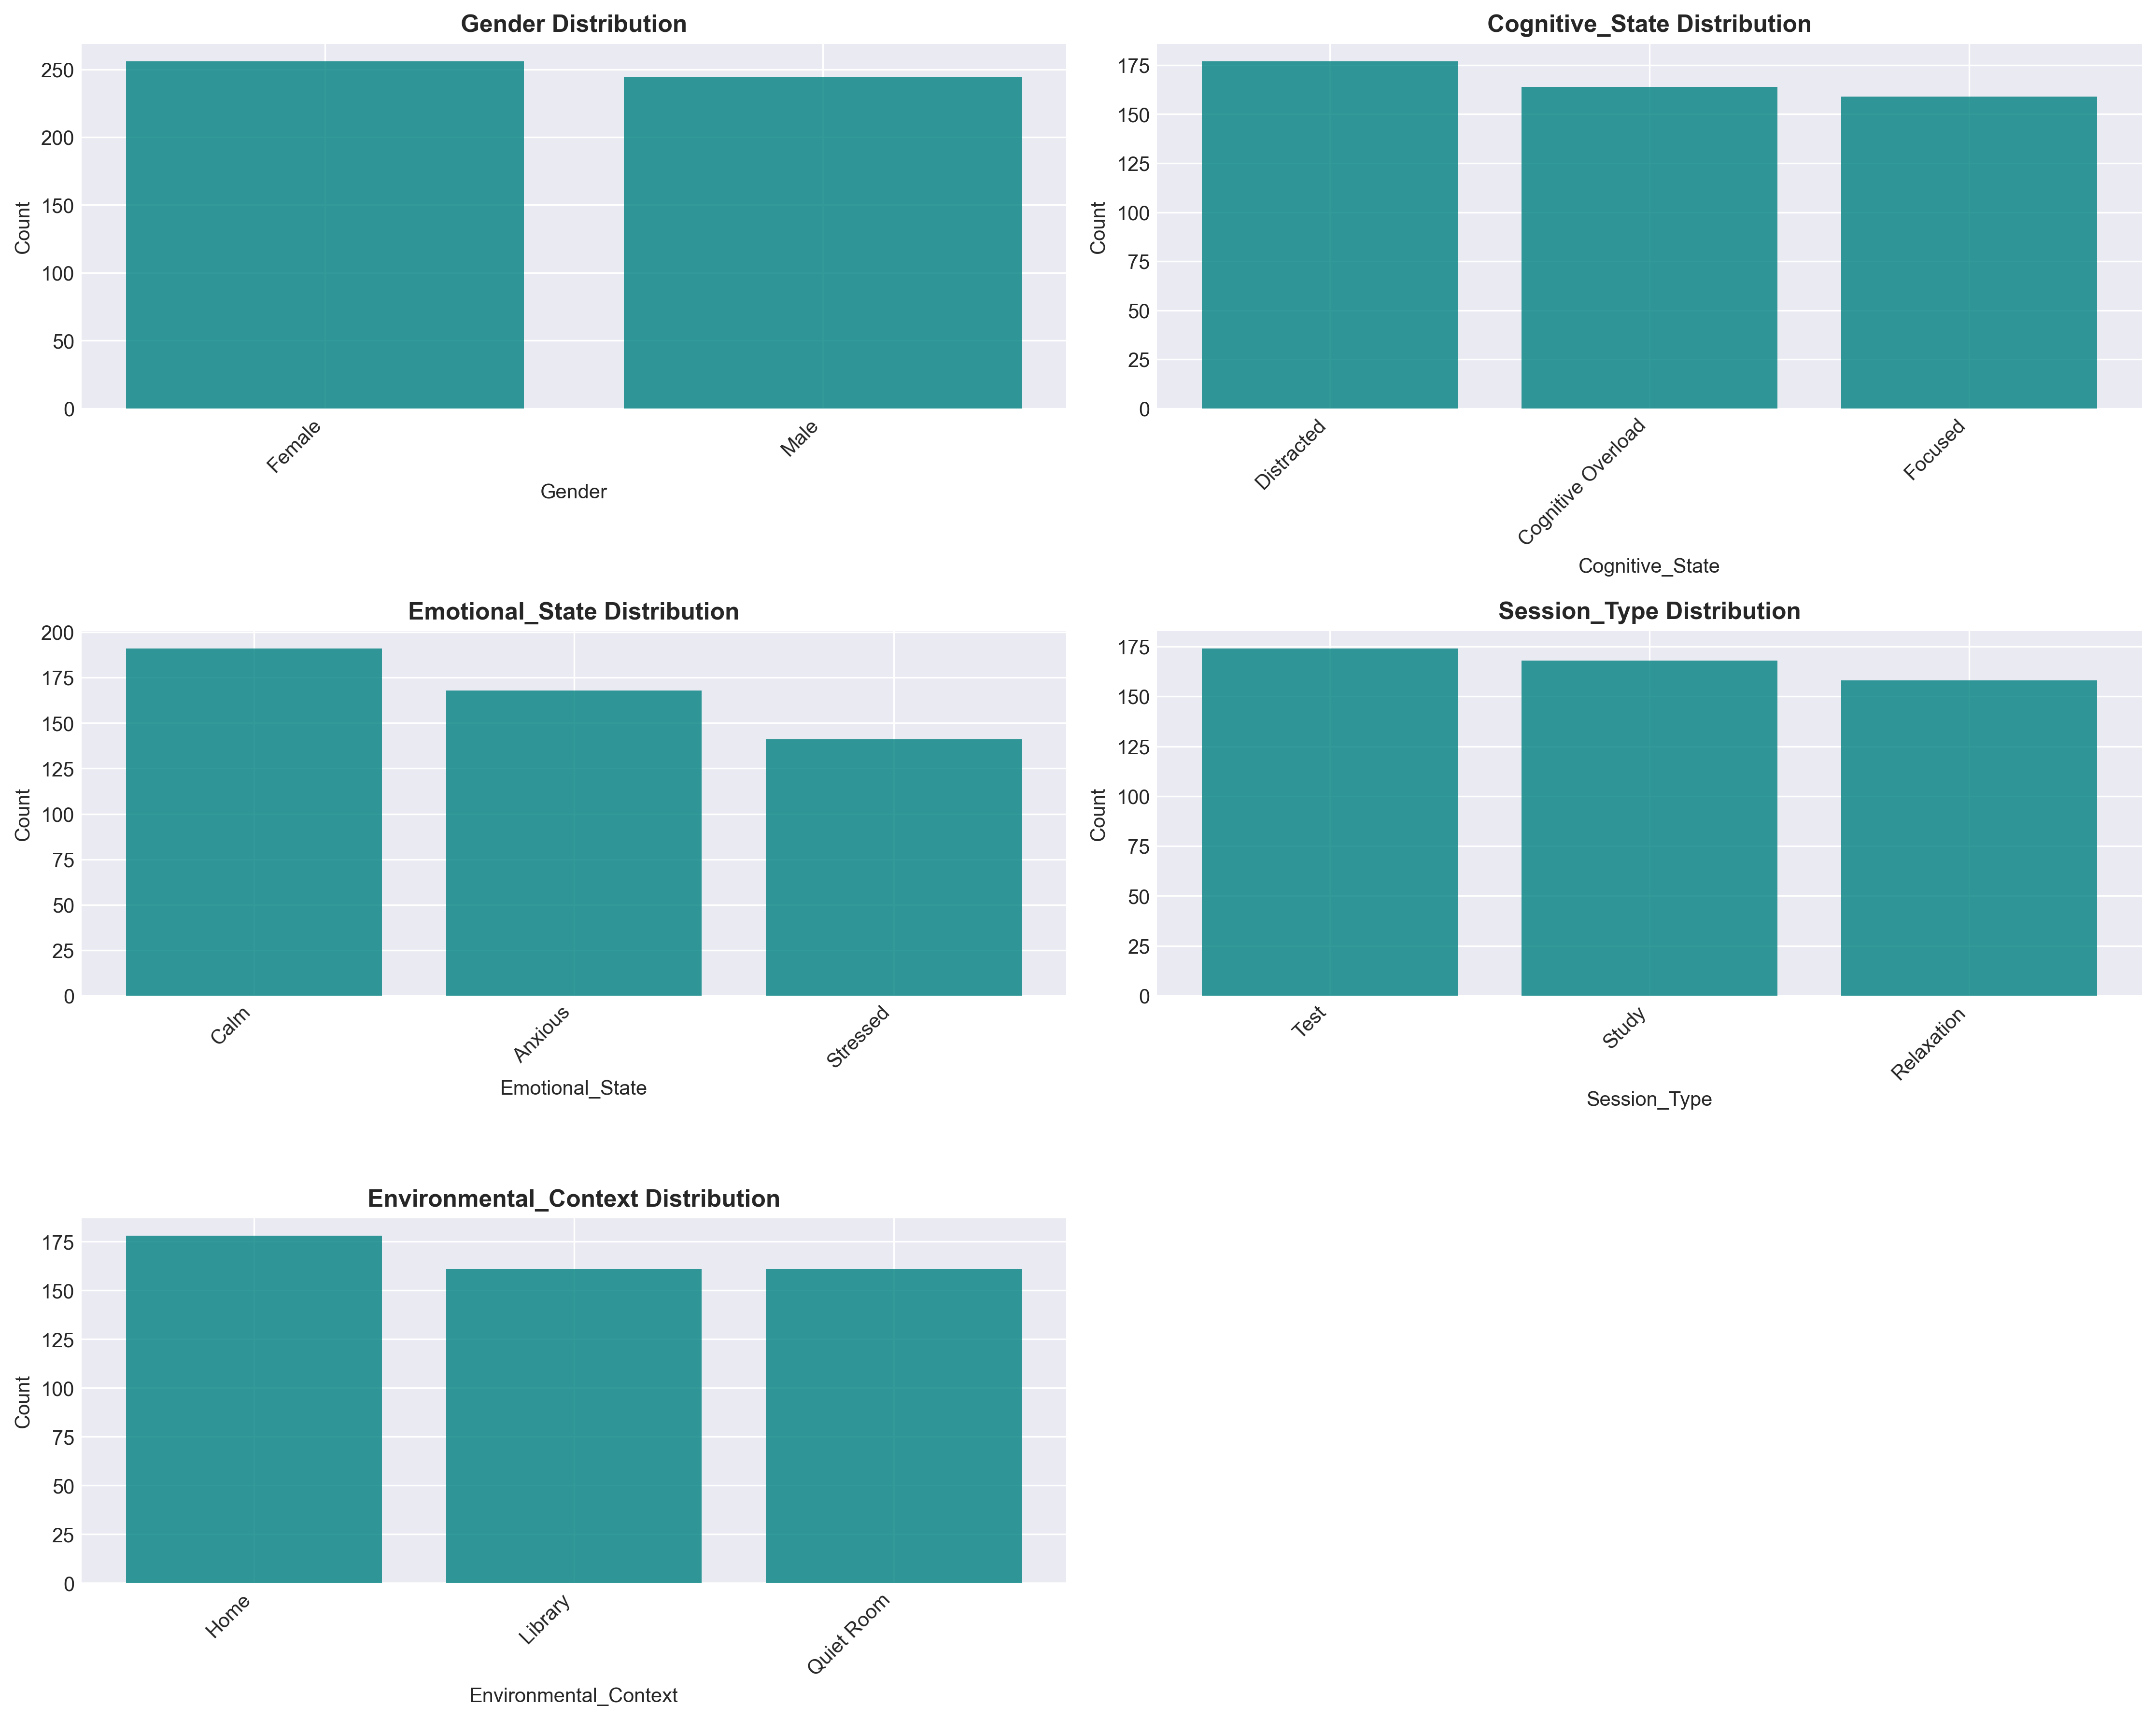 Gender Distribution
250
200
150
100
50
0
Count
Female
Male
Gender
Cognitive_State Distribution
175
150
125
100
75
50
25
0
Count
Distracted
Cognitive Overload
Focused
Cognitive_State
Emotional_State Distribution
200
175
150
125
100
75
50
25
0
Count
Calm
Anxious
Stressed
Emotional_State
Session_Type Distribution
175
150
125
100
75
50
25
0
Count
Test
Study
Relaxation
Session_Type
Environmental_Context Distribution
175
150
125
100
75
50
25
0
Count
Home
Library
Quiet Room
Environmental_Context